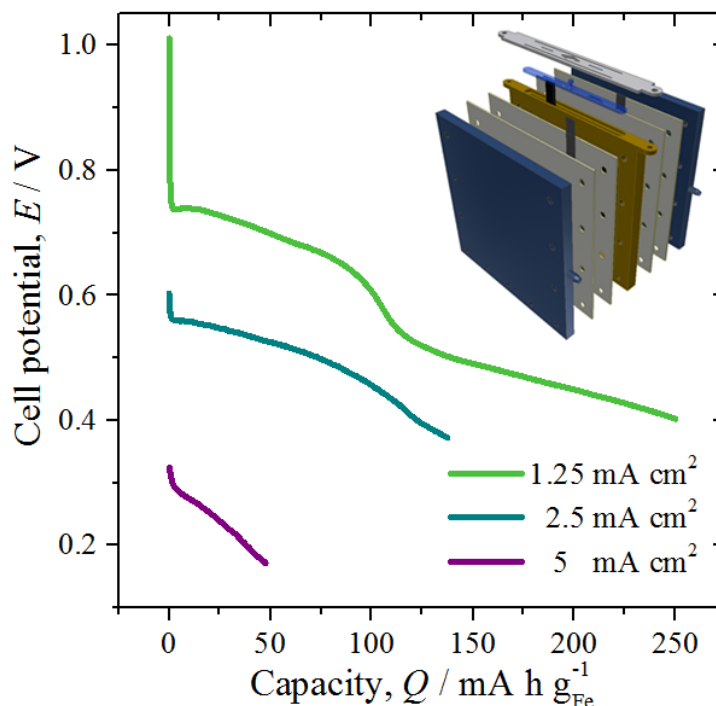 Cell potential, E / V
1.0
0.8
0.6
0.4
0.2
1.25 mA cm²
2.5 mA cm²
5 mA cm²
0 50 100 150 200 250
Capacity, Q / mA h g⁻¹Fe